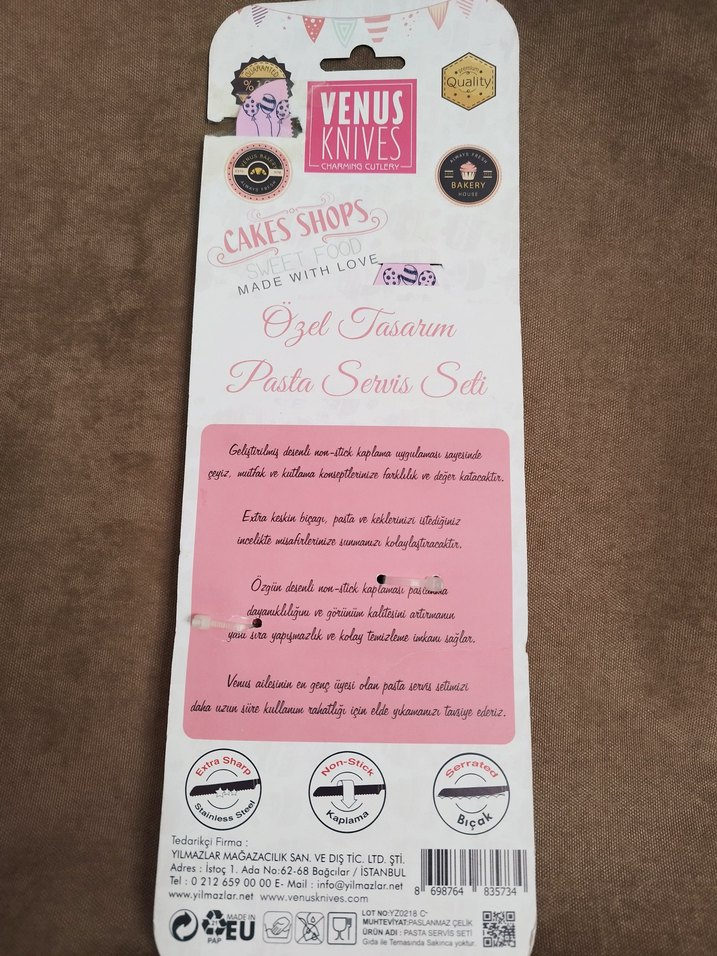 GUARANTEED
Premium
Quality
VENUS
KNIVES
CHARMING CUTLERY
VENUS BAKERY
ALWAYS FRESH
ALWAYS FRESH
BAKERY
HOUSE
CAKES SHOPS
SWEET FOOD
MADE WITH LOVE
Özel Tasarım
Pasta Servis Seti
Geliştirilmiş desenli non-stick kaplama uygulaması sayesinde
çeyiz, mutfak ve kutlama konseptlerinize farklılık ve değer katacaktır.
Extra keskin bıçağı, pasta ve keklerinizi istediğiniz
incelikte misafirlerinize sunmanızı kolaylaştıracaktır.
Özgün desenli non-stick kaplaması paslanma
dayanıklılığını ve görünüm kalitesini artırmanın
yanı sıra yapışmazlık ve kolay temizleme imkanı sağlar.
Venus ailesinin en genç üyesi olan pasta servis setimizi
daha uzun süre kullanım rahatlığı için elde yıkamanızı tavsiye ederiz.
Extra Sharp
Stainless Steel
Non-Stick
Kaplama
Serrated
Bıçak
Tedarikçi Firma :
YILMAZLAR MAĞAZACILIK SAN. VE DIŞ TİC. LTD. ŞTİ.
Adres : İstoç 1. Ada No:62-68 Bağcılar / İSTANBUL
Tel : 0 212 659 00 00 E- Mail : info@yilmazlar.net
www.yilmazlar.net www.venusknives.com
8 698764 835734
21
PAP
MADE IN
EU
LOT NO:YZ0218 C-
MUHTEVİYAT:PASLANMAZ ÇELİK
ÜRÜN ADI : PASTA SERVİS SETİ
Gıda ile Temasında Sakınca yoktur.